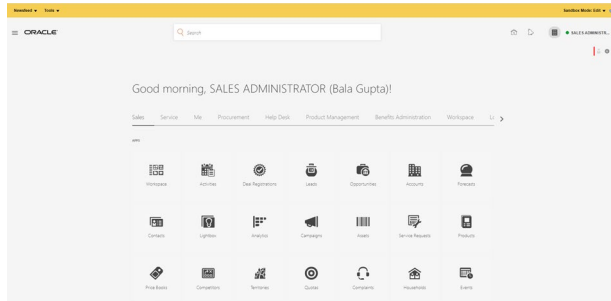 Newsfeed Tools Sandbox Mode: Edit
ORACLE Search SALES ADMINISTR...
Good morning, SALES ADMINISTRATOR (Bala Gupta)!
Sales Service Me Procurement Help Desk Product Management Benefits Administration Workspace
APPS
Workspace Activities Deal Registrations Leads Opportunities Accounts Forecasts
Contacts Lightbox Analytics Campaigns Assets Service Requests Products
Price Books Competitors Territories Quotas Complaints Households Events